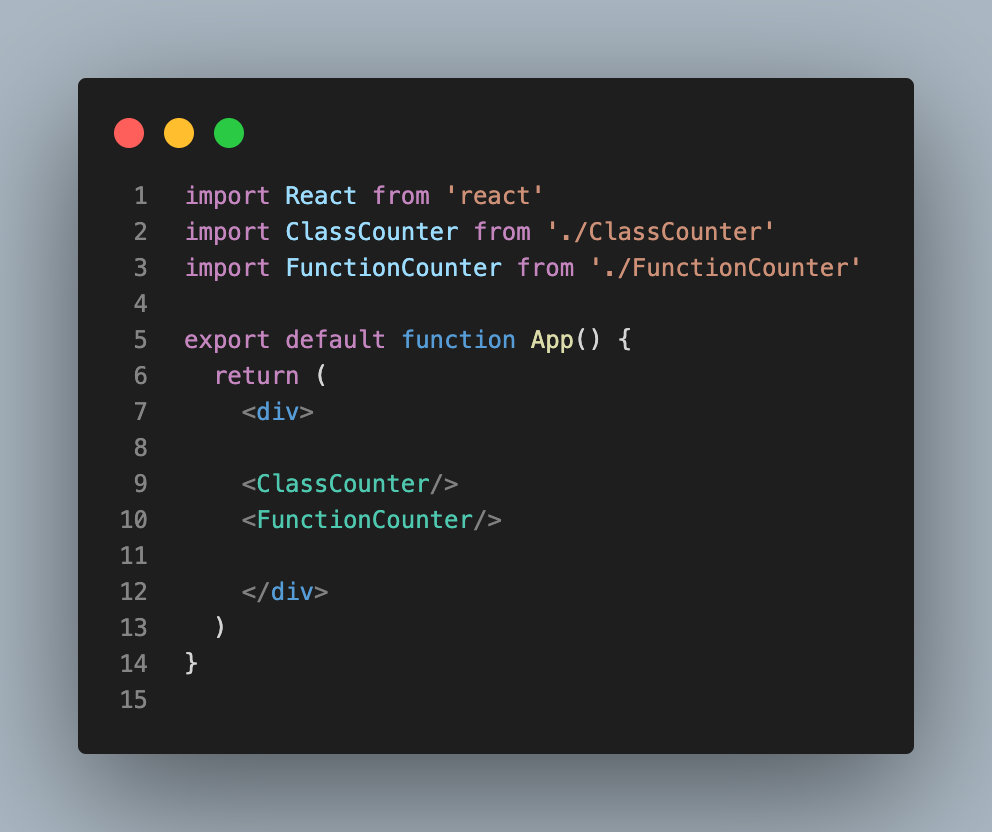 1 import React from 'react'
2 import ClassCounter from './ClassCounter'
3 import FunctionCounter from './FunctionCounter'
4
5 export default function App() {
6   return (
7     <div>
8
9     <ClassCounter/>
10     <FunctionCounter/>
11
12     </div>
13   )
14 }
15